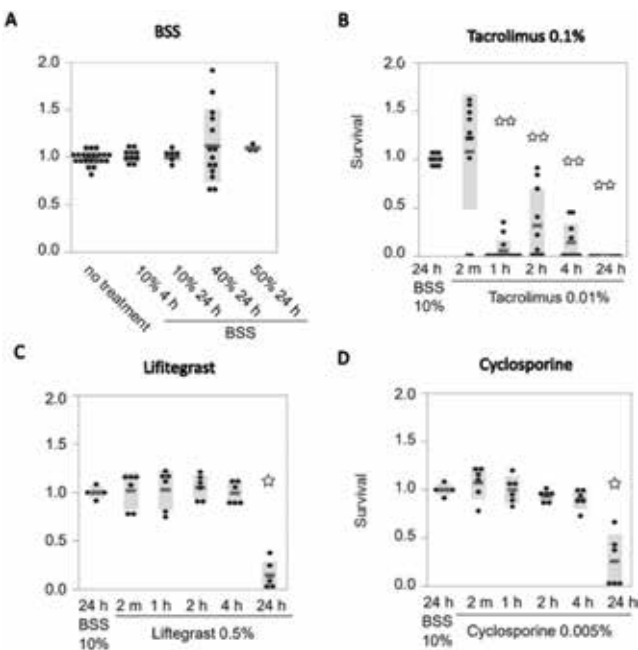 A
BSS
2.0
1.5
1.0
0.5
0.0
no treatment
10% 4 h
10% 24 h
40% 24 h
50% 24 h
BSS
B
Tacrolimus 0.1%
Survival
2.0
1.5
1.0
0.5
0.0
24 h 2 m 1 h 2 h 4 h 24 h
BSS
10%
Tacrolimus 0.01%
C
Lifitegrast
2.0
1.5
1.0
0.5
0.0
24 h 2 m 1 h 2 h 4 h 24 h
BSS
10%
Liftegrast 0.5%
D
Cyclosporine
Survival
2.0
1.5
1.0
0.5
0.0
24 h 2 m 1 h 2 h 4 h 24 h
BSS
10%
Cyclosporine 0.005%